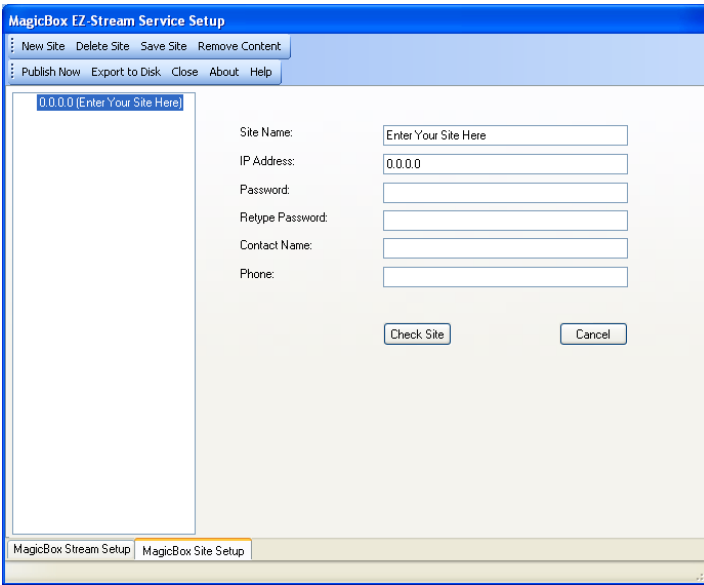 MagicBox EZ-Stream Service Setup
New Site Delete Site Save Site Remove Content
Publish Now Export to Disk Close About Help
0.0.0.0 (Enter Your Site Here)
Site Name: Enter Your Site Here
IP Address: 0.0.0.0
Password:
Retype Password:
Contact Name:
Phone:
Check Site Cancel
MagicBox Stream Setup MagicBox Site Setup